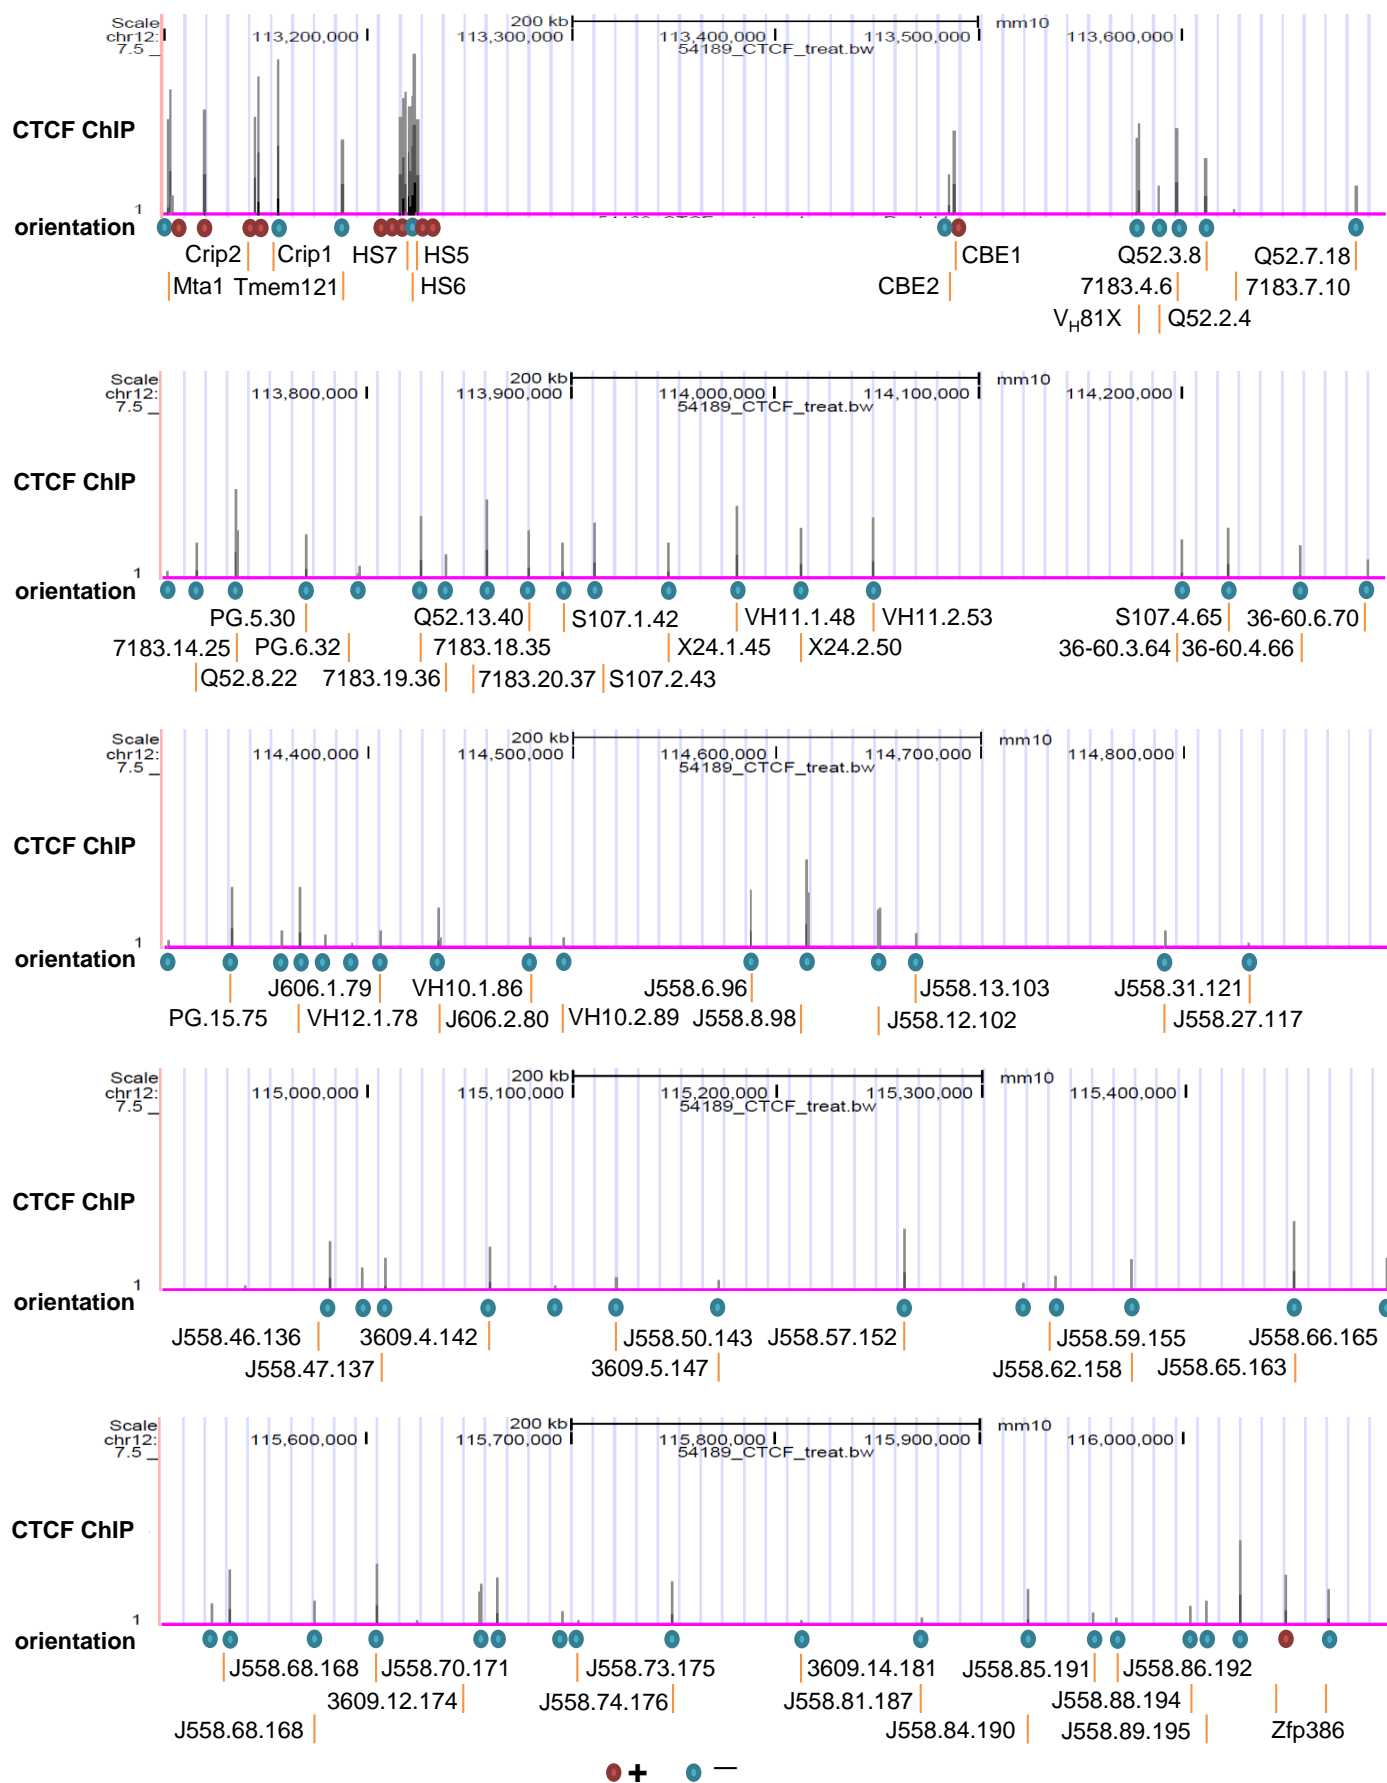 Scale 200 kb mm10
chr12: 113,200,000 113,300,000 113,400,000 113,500,000 113,600,000
7.5 54189_CTCF_treat.bw
CTCF ChIP
1
orientation
Crip2 Crip1 HS7 HS5 CBE1 Q52.3.8 Q52.7.18
Mta1 Tmem121 HS6 CBE2 7183.4.6 7183.7.10
VH81X Q52.2.4
Scale 200 kb mm10
chr12: 113,800,000 113,900,000 114,000,000 114,100,000 114,200,000
7.5 54189_CTCF_treat.bw
CTCF ChIP
1
orientation
PG.5.30 Q52.13.40 S107.1.42 VH11.1.48 VH11.2.53 S107.4.65 36-60.6.70
7183.14.25 PG.6.32 7183.18.35 X24.1.45 X24.2.50 36-60.3.64 36-60.4.66
Q52.8.22 7183.19.36 7183.20.37 S107.2.43
Scale 200 kb mm10
chr12: 114,400,000 114,500,000 114,600,000 114,700,000 114,800,000
7.5 54189_CTCF_treat.bw
CTCF ChIP
1
orientation
J606.1.79 VH10.1.86 J558.6.96 J558.13.103 J558.31.121
PG.15.75 VH12.1.78 J606.2.80 VH10.2.89 J558.8.98 J558.12.102 J558.27.117
Scale 200 kb mm10
chr12: 115,000,000 115,100,000 115,200,000 115,300,000 115,400,000
7.5 54189_CTCF_treat.bw
CTCF ChIP
1
orientation
J558.46.136 3609.4.142 J558.50.143 J558.57.152 J558.59.155 J558.66.165
J558.47.137 3609.5.147 J558.62.158 J558.65.163
Scale 200 kb mm10
chr12: 115,600,000 115,700,000 115,800,000 115,900,000 116,000,000
7.5 54189_CTCF_treat.bw
CTCF ChIP
1
orientation
J558.68.168 J558.70.171 J558.73.175 3609.14.181 J558.85.191 J558.86.192
3609.12.174 J558.74.176 J558.81.187 J558.88.194
J558.68.168 J558.84.190 J558.89.195 Zfp386
+ —